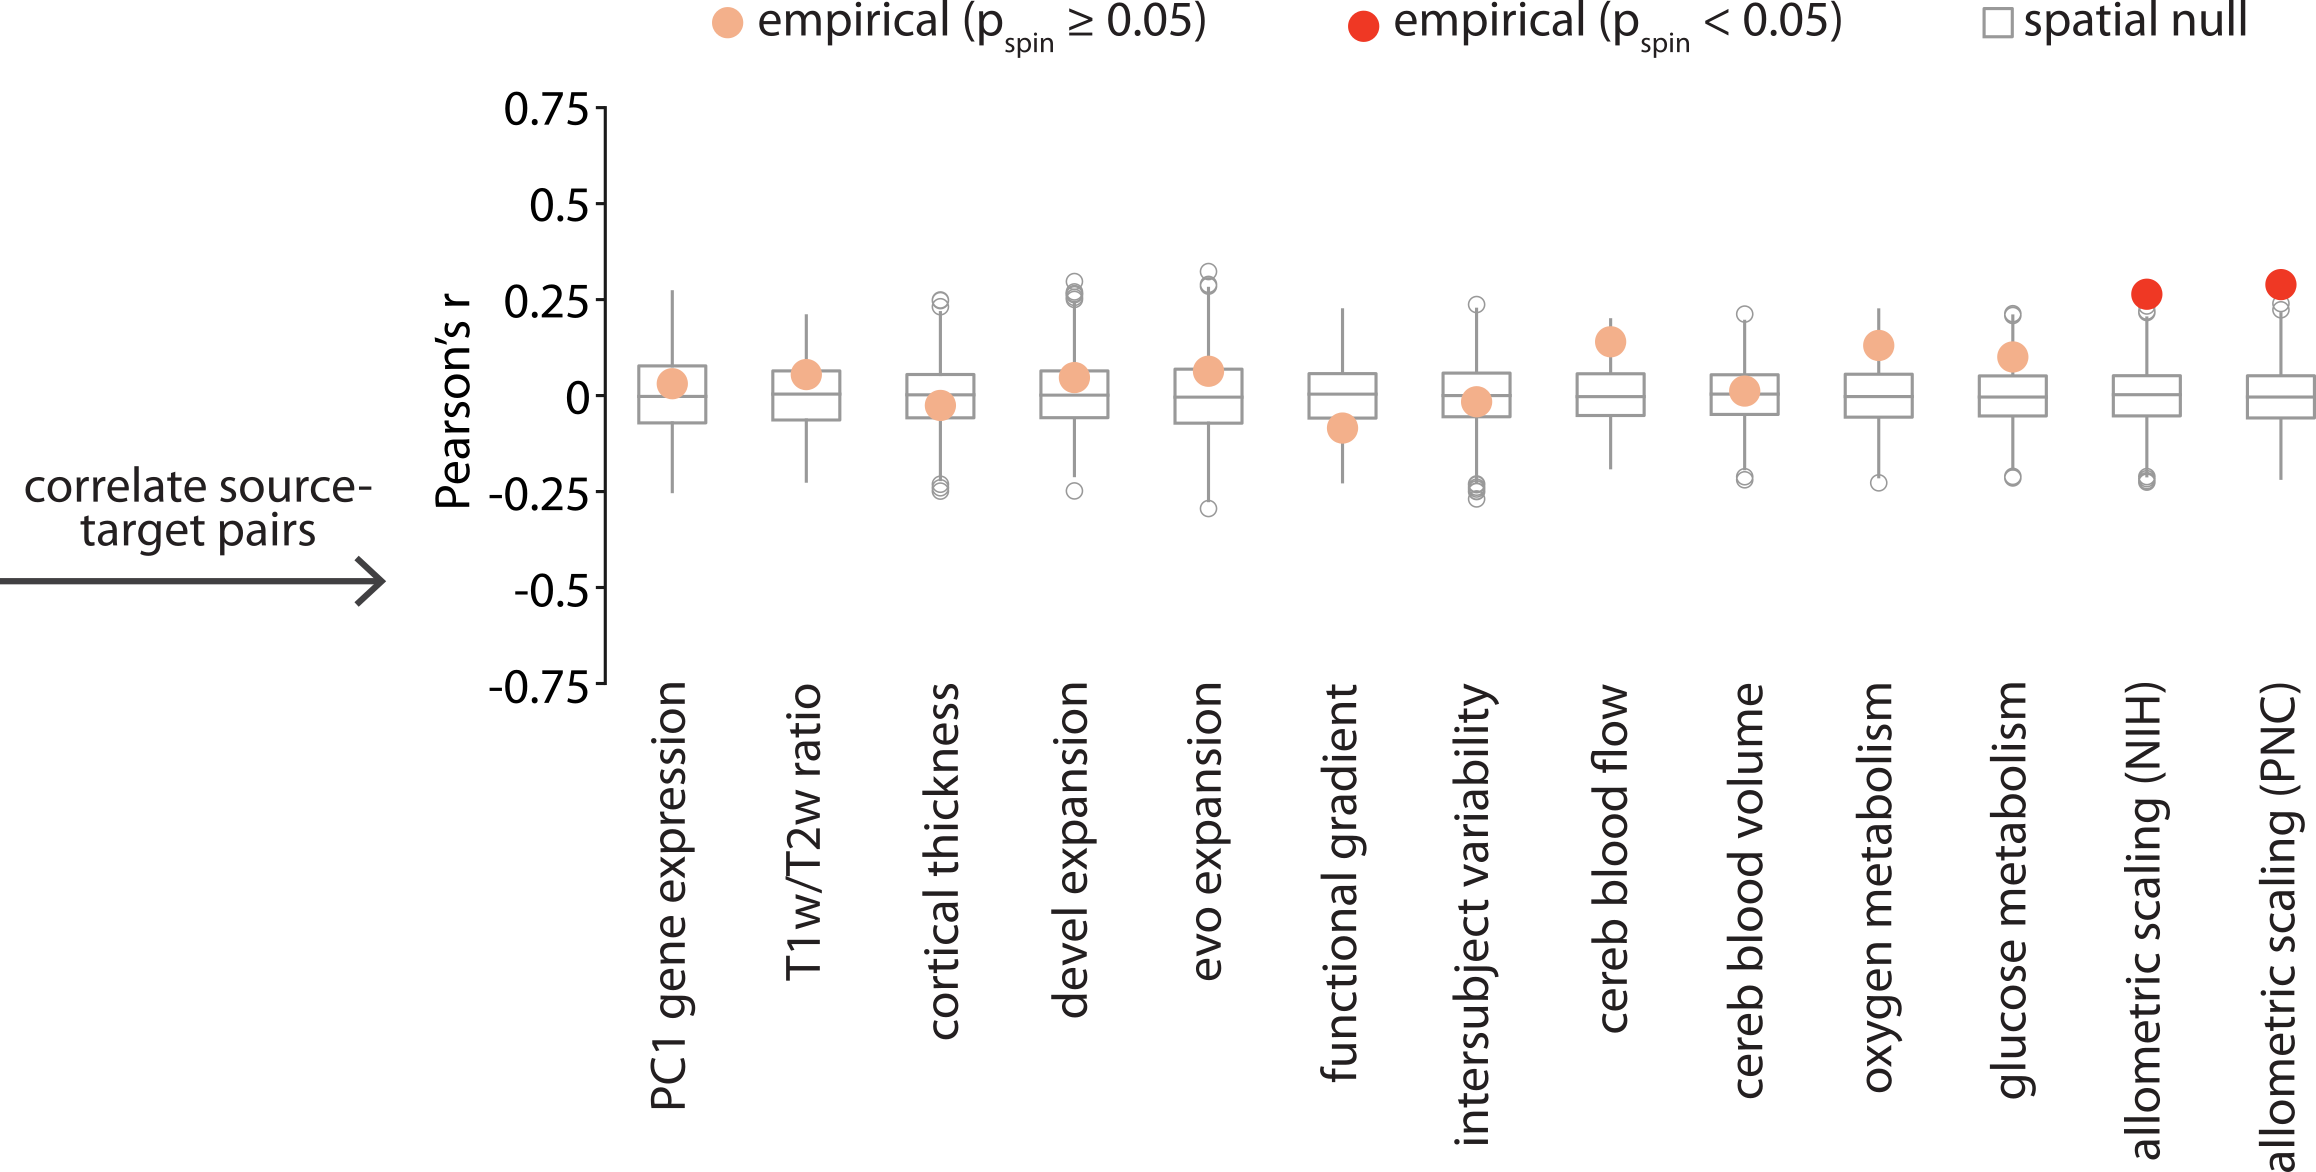 empirical (pspin ≥ 0.05)
empirical (pspin < 0.05)
spatial null
0.75
0.5
0.25
0
-0.25
-0.5
-0.75
Pearson's r
correlate source-
target pairs
PC1 gene expression
T1w/T2w ratio
cortical thickness
devel expansion
evo expansion
functional gradient
intersubject variability
cereb blood flow
cereb blood volume
oxygen metabolism
glucose metabolism
allometric scaling (NIH)
allometric scaling (PNC)